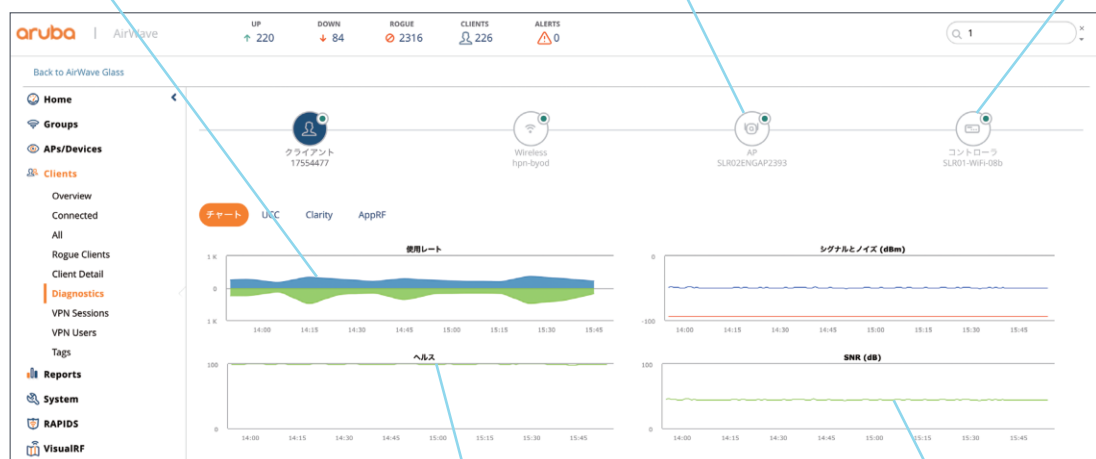 aruba | AirWave
UP
↑ 220
DOWN
↓ 84
ROGUE
2316
CLIENTS
226
ALERTS
0
1
Back to AirWave Glass
Home
Groups
APs/Devices
Clients
Overview
Connected
All
Rogue Clients
Client Detail
Diagnostics
VPN Sessions
VPN Users
Tags
Reports
System
RAPIDS
VisualRF
クライアント
17554477
Wireless
hpn-byod
AP
SLR02ENGAP2393
コントローラ
SLR01-WiFi-08b
チャート UCC Clarity AppRF
使用レート
1 K
0
1 K
14:00 14:15 14:30 14:45 15:00 15:15 15:30 15:45
シグナルとノイズ (dBm)
0
-100
14:00 14:15 14:30 14:45 15:00 15:15 15:30 15:45
ヘルス
100
0
14:00 14:15 14:30 14:45 15:00 15:15 15:30 15:45
SNR (dB)
100
0
14:00 14:15 14:30 14:45 15:00 15:15 15:30 15:45